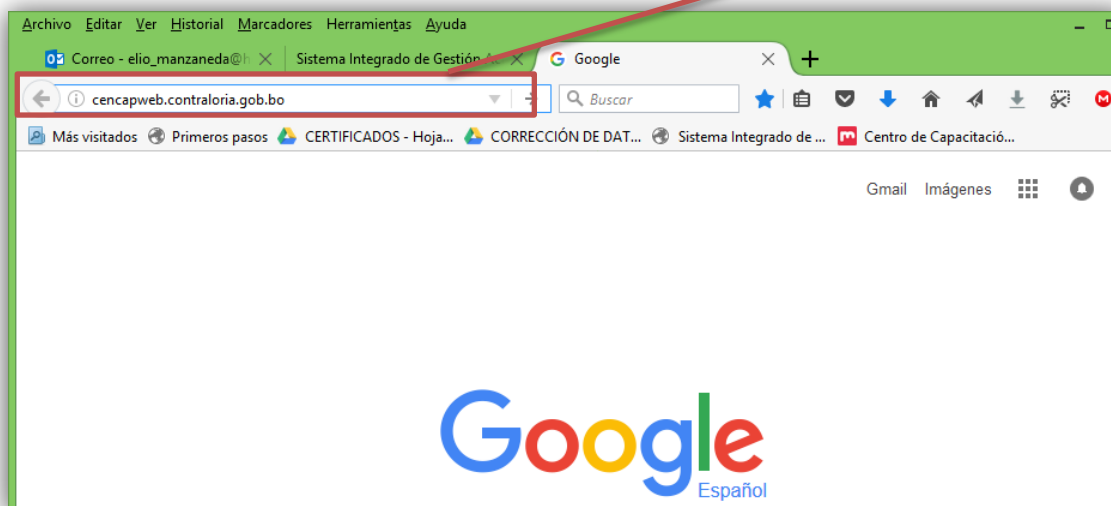 Archivo Editar Ver Historial Marcadores Herramientas Ayuda
Correo - elio_manzaneda@h Sistema Integrado de Gestión Google
cencapweb.contraloria.gob.bo Buscar
Más visitados Primeros pasos CERTIFICADOS - Hoja... CORRECCIÓN DE DAT... Sistema Integrado de ... Centro de Capacitació...
Gmail Imágenes
Google
Español